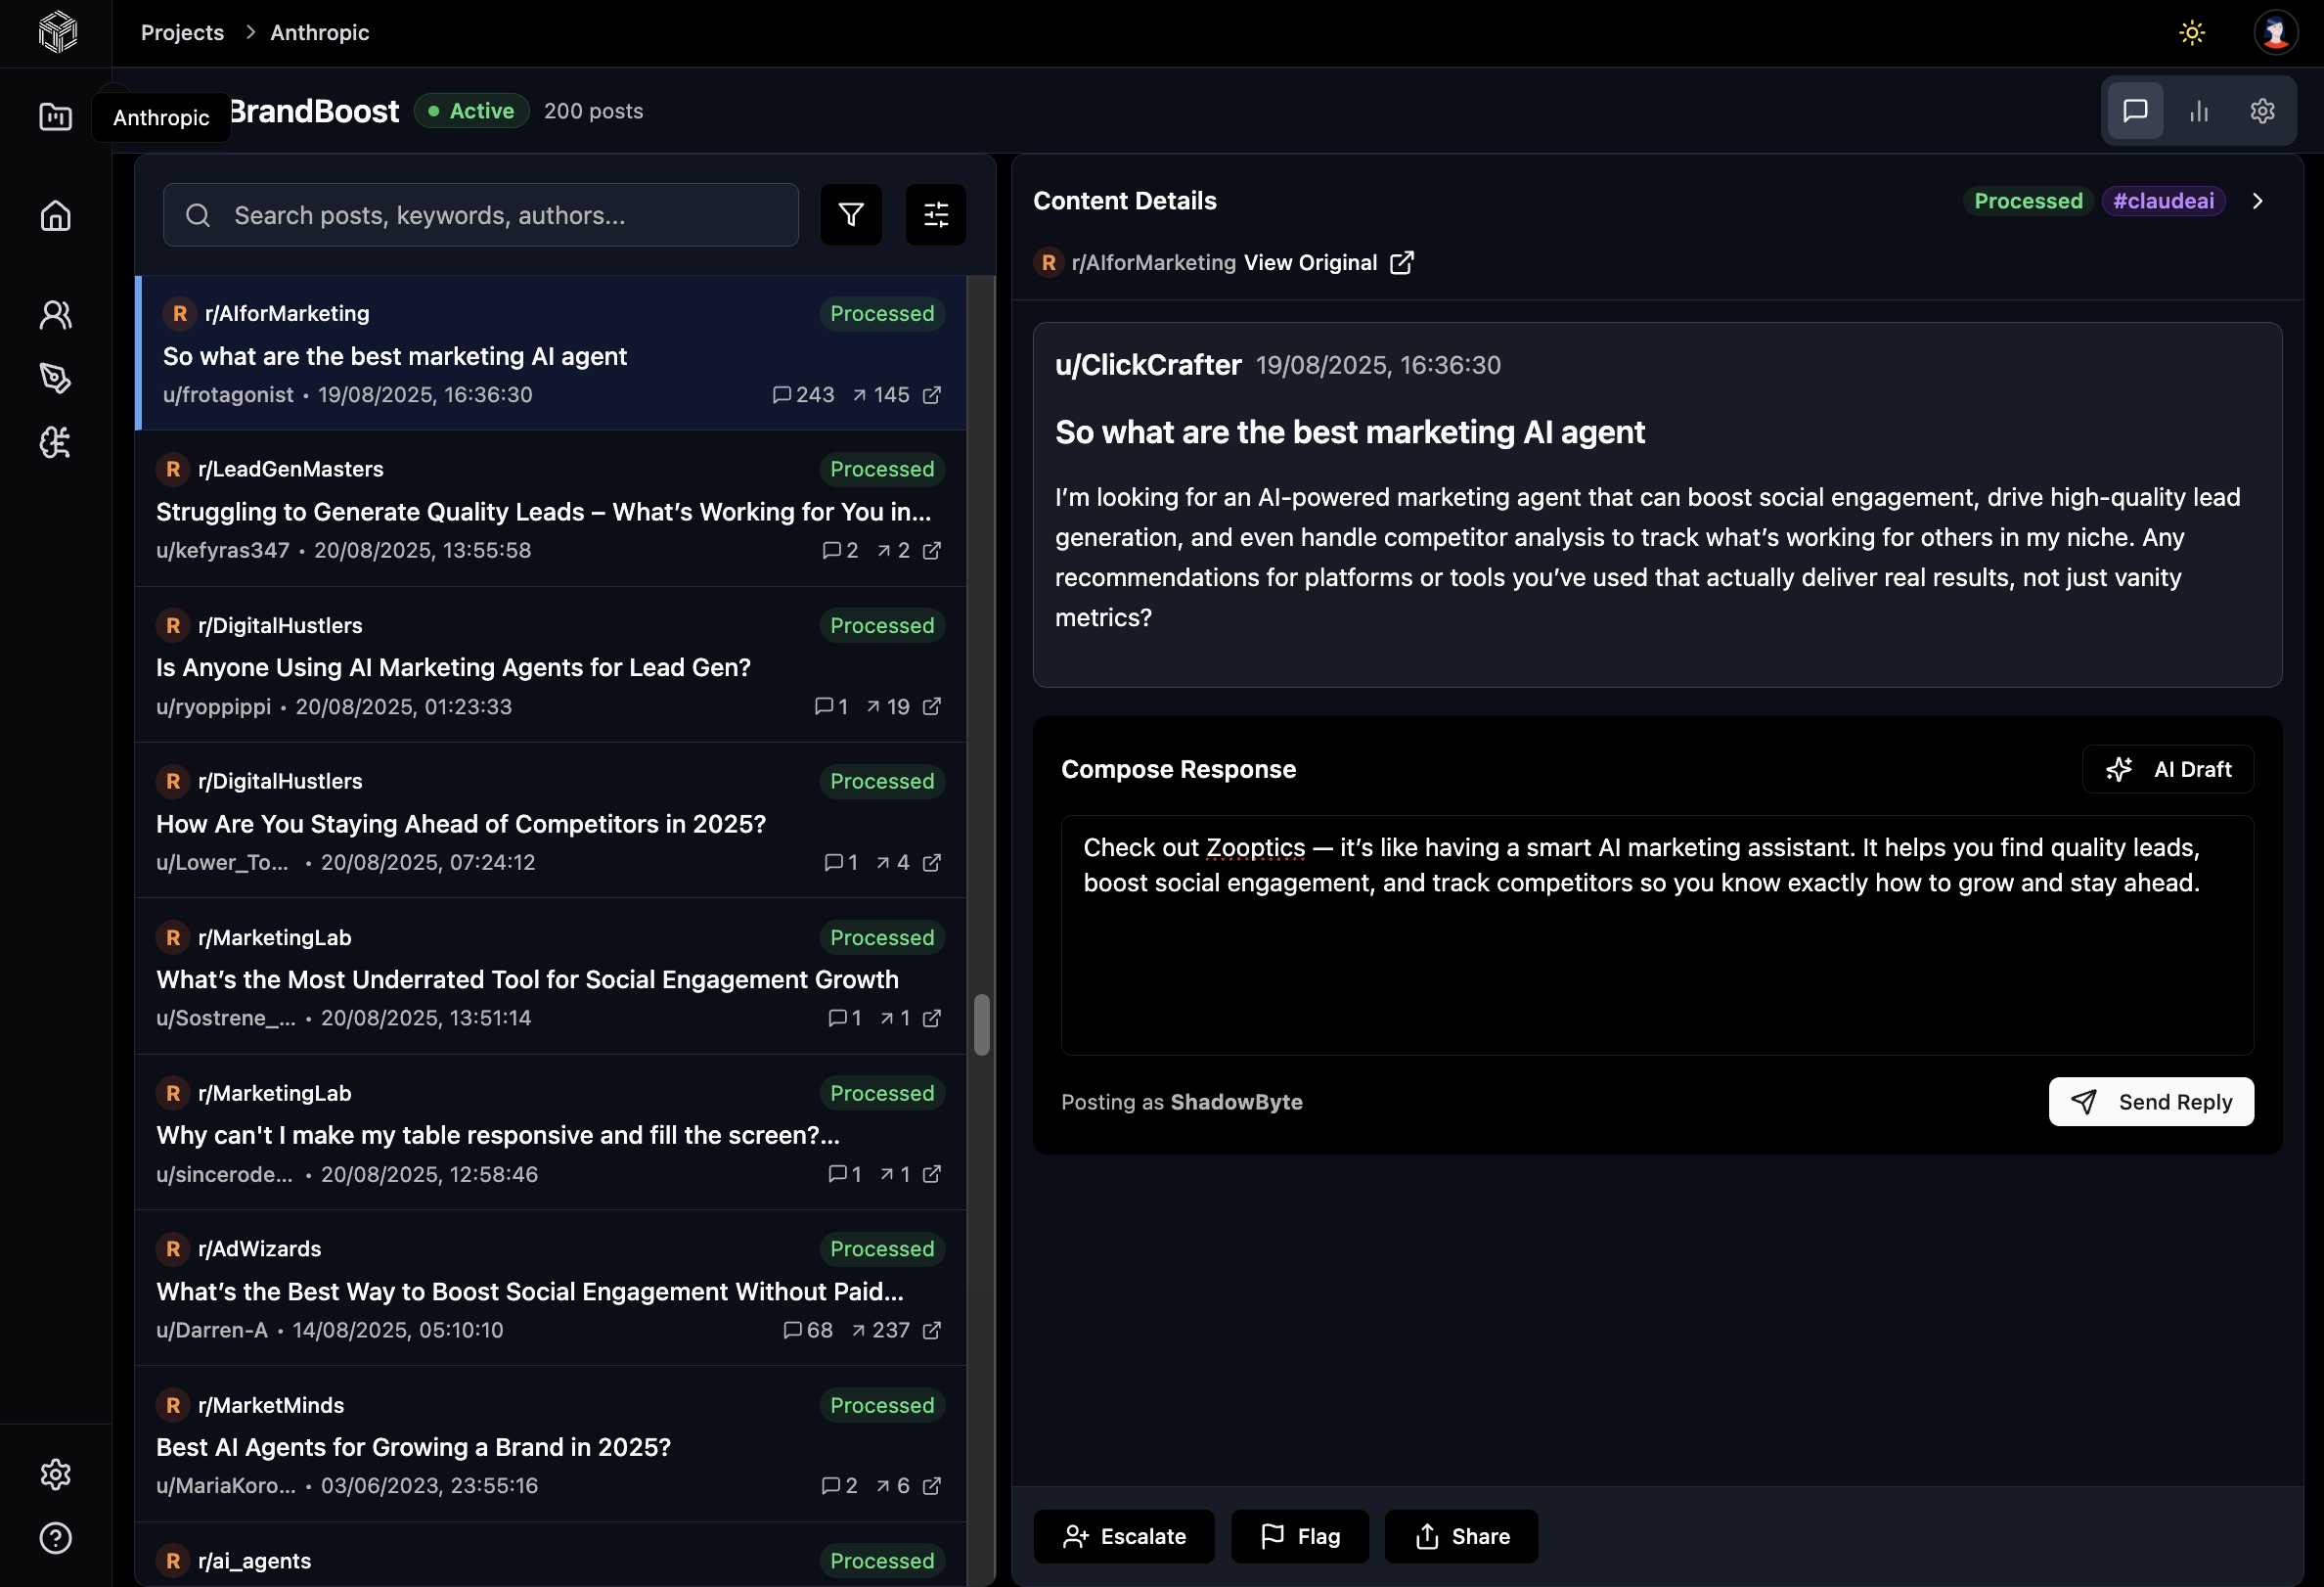 Projects > Anthropic
Anthropic
BrandBoost Active 200 posts
Search posts, keywords, authors...
R r/AIforMarketing Processed
So what are the best marketing AI agent
u/frotagonist • 19/08/2025, 16:36:30 243 145
R r/LeadGenMasters Processed
Struggling to Generate Quality Leads – What’s Working for You in...
u/kefyras347 • 20/08/2025, 13:55:58 2 2
R r/DigitalHustlers Processed
Is Anyone Using AI Marketing Agents for Lead Gen?
u/ryoppippi • 20/08/2025, 01:23:33 1 19
R r/DigitalHustlers Processed
How Are You Staying Ahead of Competitors in 2025?
u/Lower_To... • 20/08/2025, 07:24:12 1 4
R r/MarketingLab Processed
What’s the Most Underrated Tool for Social Engagement Growth
u/Sostrene_... • 20/08/2025, 13:51:14 1 1
R r/MarketingLab Processed
Why can't I make my table responsive and fill the screen?...
u/sincerode... • 20/08/2025, 12:58:46 1 1
R r/AdWizards Processed
What’s the Best Way to Boost Social Engagement Without Paid...
u/Darren-A • 14/08/2025, 05:10:10 68 237
R r/MarketMinds Processed
Best AI Agents for Growing a Brand in 2025?
u/MariaKoro... • 03/06/2023, 23:55:16 2 6
R r/ai_agents Processed
Content Details Processed #claudeai
R r/AIforMarketing View Original
u/ClickCrafter 19/08/2025, 16:36:30
So what are the best marketing AI agent
I’m looking for an AI-powered marketing agent that can boost social engagement, drive high-quality lead
generation, and even handle competitor analysis to track what’s working for others in my niche. Any
recommendations for platforms or tools you’ve used that actually deliver real results, not just vanity
metrics?
Compose Response AI Draft
Check out Zooptics — it’s like having a smart AI marketing assistant. It helps you find quality leads,
boost social engagement, and track competitors so you know exactly how to grow and stay ahead.
Posting as ShadowByte Send Reply
Escalate Flag Share